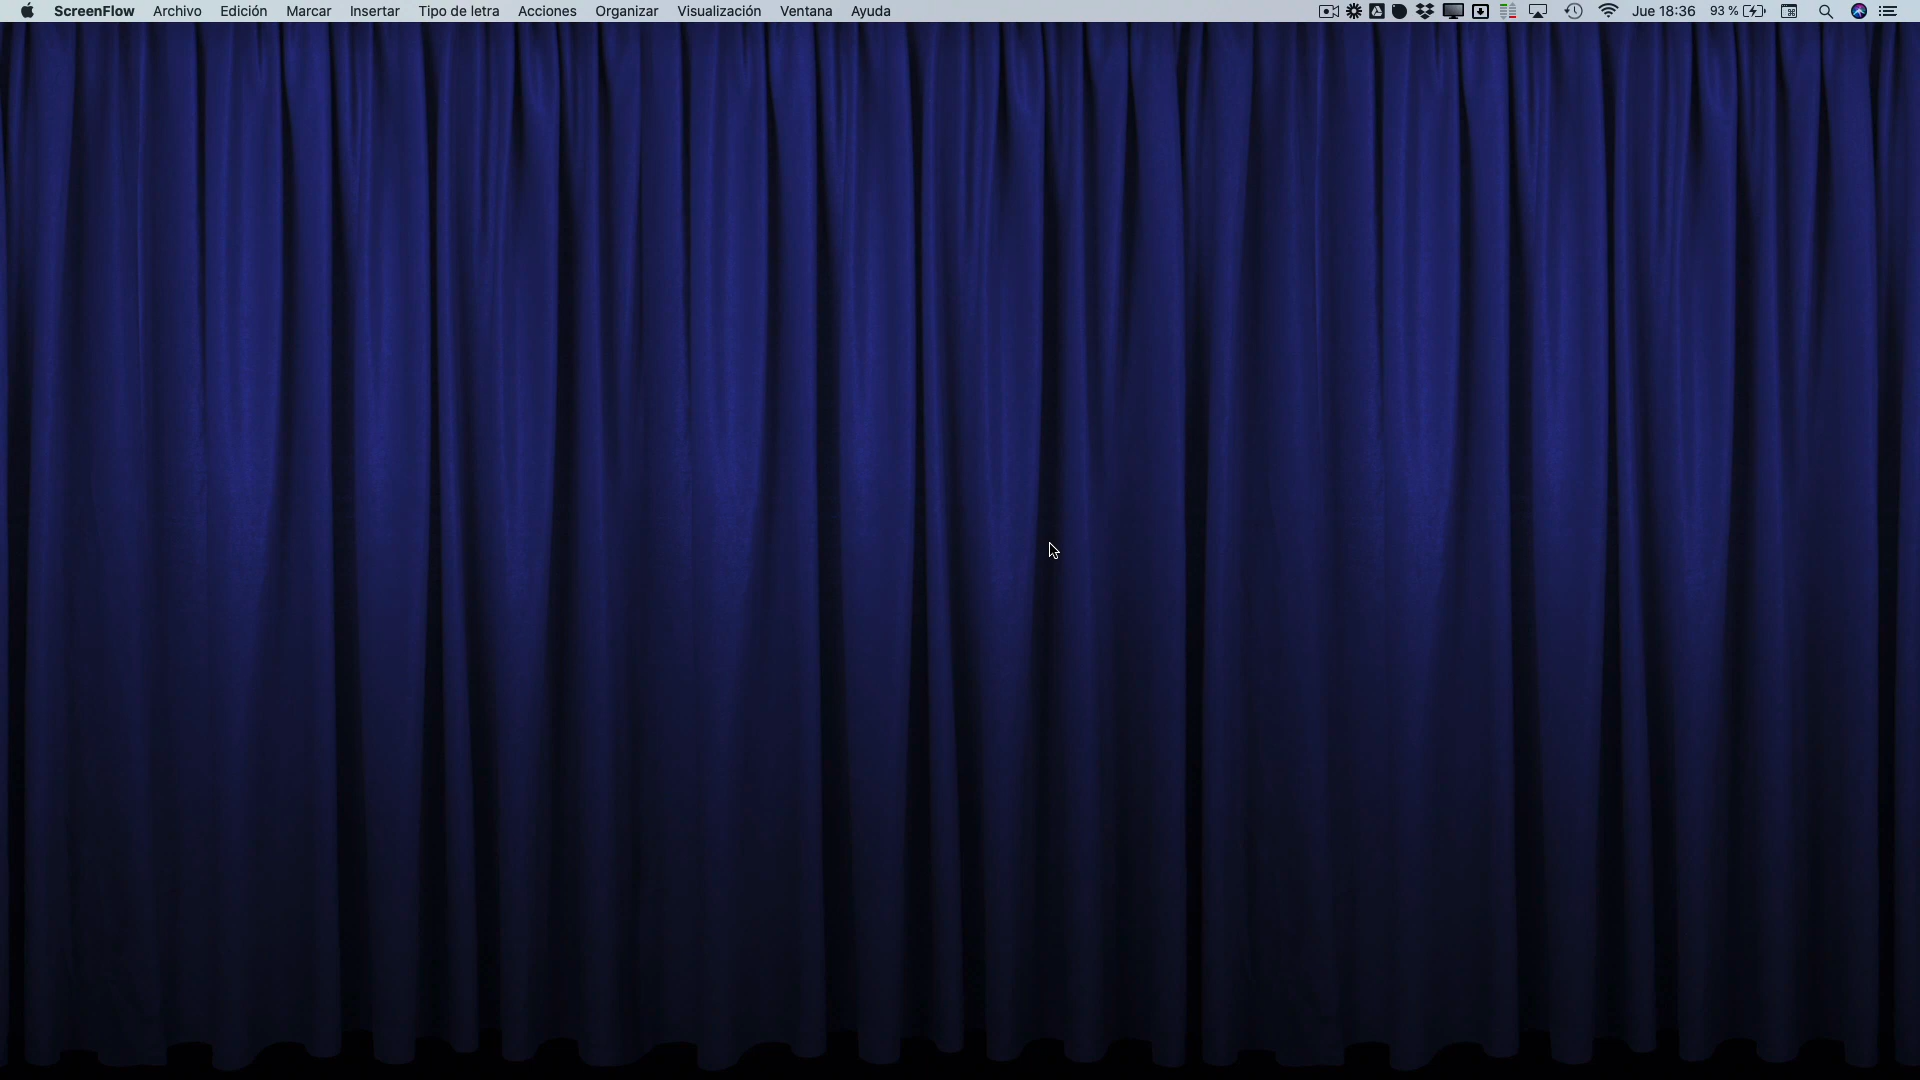 ScreenFlow Archivo Edición Marcar Insertar Tipo de letra Acciones Organizar Visualización Ventana Ayuda Jue 18:36 93 %